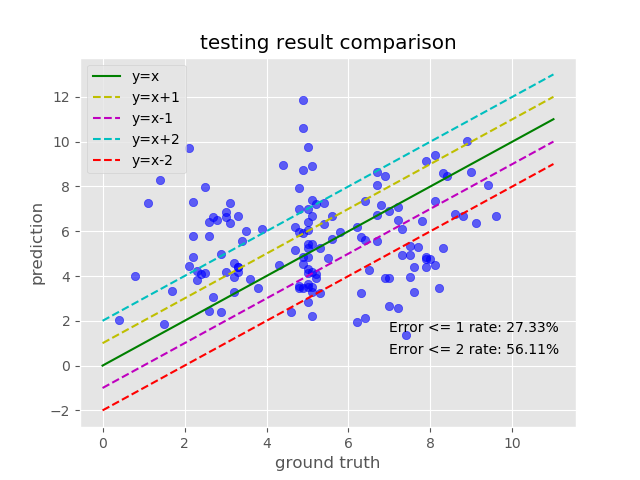 testing result comparison
y=x
y=x+1
y=x-1
y=x+2
y=x-2
12
10
8
6
4
2
0
−2
prediction
Error <= 1 rate: 27.33%
Error <= 2 rate: 56.11%
0 2 4 6 8 10
ground truth